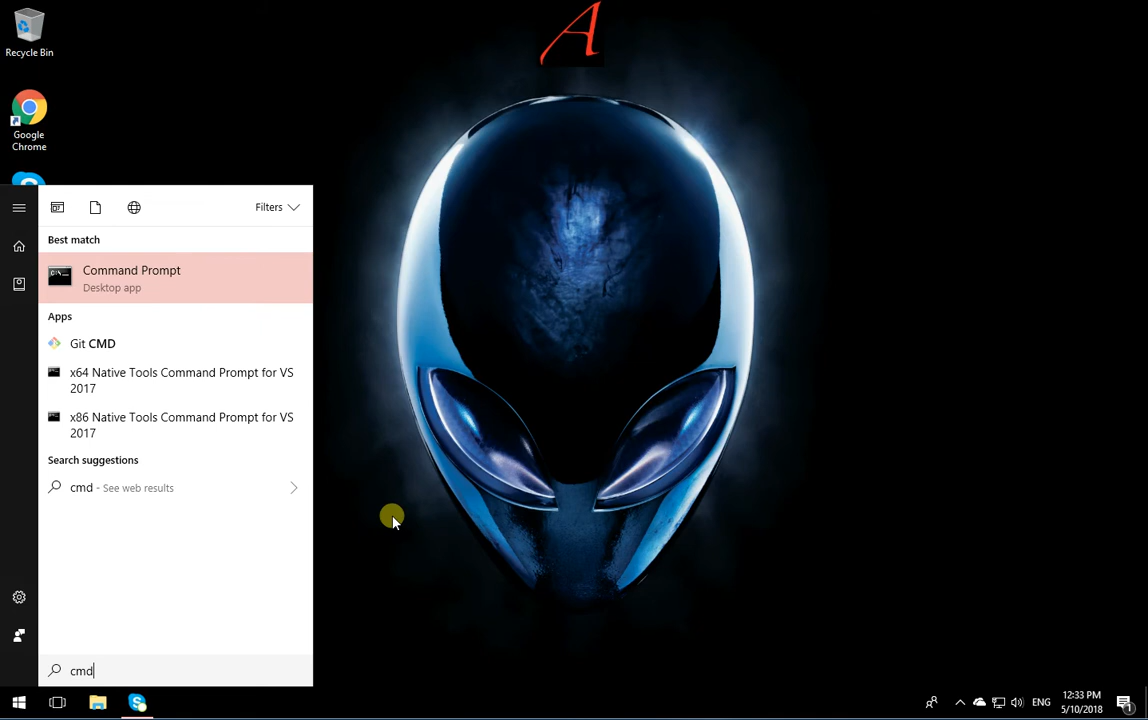 A
Recycle Bin
Google
Chrome
Filters
Best match
C:\.
Command Prompt
Desktop app
Apps
Git CMD
x64 Native Tools Command Prompt for VS
2017
x86 Native Tools Command Prompt for VS
2017
Search suggestions
cmd - See web results
cmd
ENG
12:33 PM
5/10/2018
1